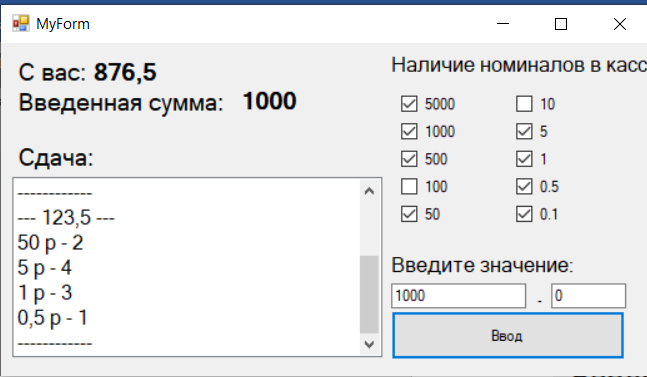 MyForm
С вас: 876,5
Введенная сумма: 1000
Сдача:
------------
--- 123,5 ---
50 р - 2
5 р - 4
1 р - 3
0,5 р - 1
------------
Наличие номиналов в касс
5000
10
1000
5
500
1
100
0.5
50
0.1
Введите значение:
1000 . 0
Ввод